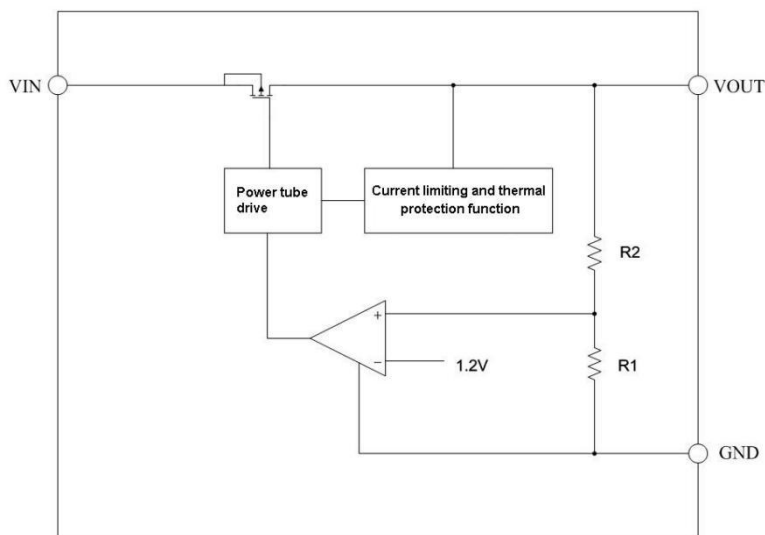 VIN
VOUT
Power tube
drive
Current limiting and thermal
protection function
R2
+
−
1.2V
R1
GND